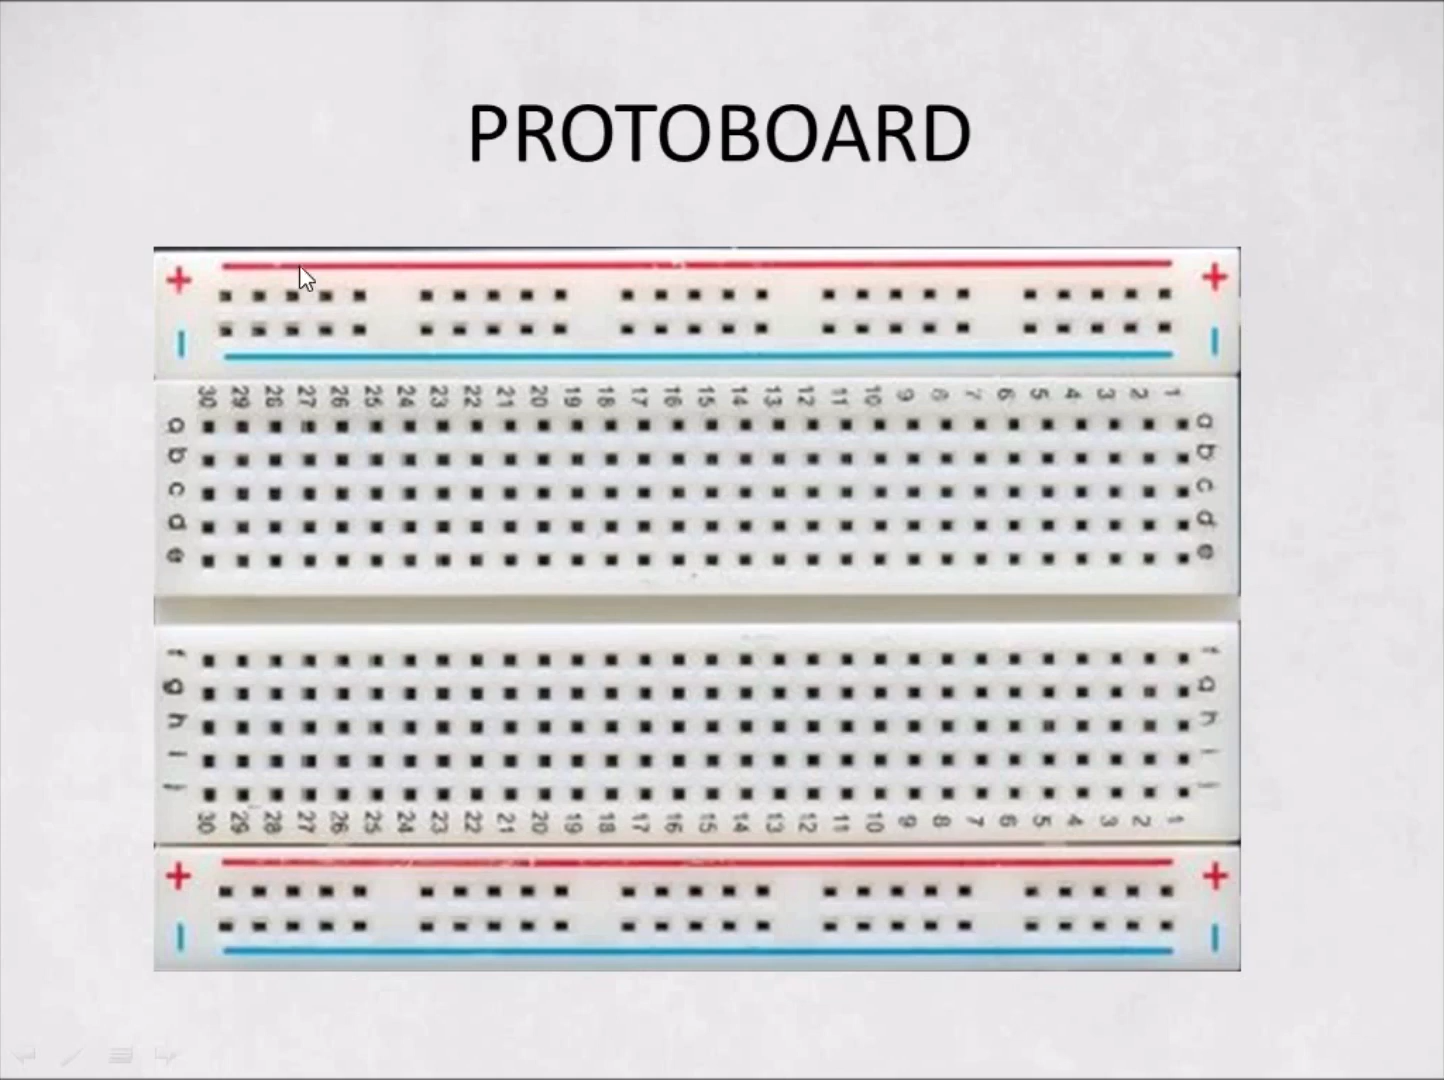 PROTOBOARD
+ +
- -
30 29 28 27 26 25 24 23 22 21 20 19 18 17 16 15 14 13 12 11 10 9 8 7 6 5 4 3 2 1
a a
b b
c c
d d
e e
f f
g g
h h
i i
j j
30 29 28 27 26 25 24 23 22 21 20 19 18 17 16 15 14 13 12 11 10 9 8 7 6 5 4 3 2 1
+ +
- -